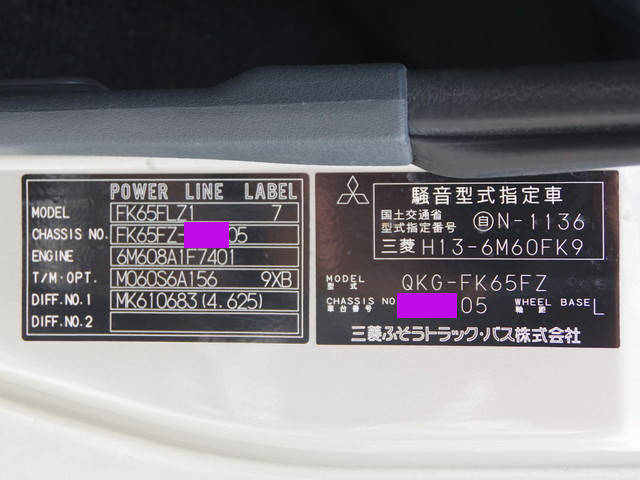 POWER LINE LABEL
MODEL FK65FLZ1 7
CHASSIS NO. FK65FZ- 05
ENGINE 6M608A1F7401
T/M·OPT. M060S6A156 9XB
DIFF.NO.1 MK610683(4.625)
DIFF.NO.2
騒音型式指定車
国土交通省
型式指定番号 自N-1136
三菱 H13-6M60FK9
MODEL
型式 QKG-FK65FZ
CHASSIS NO
車台番号 05 WHEEL BASE
軸距 L
三菱ふそうトラック・バス株式会社